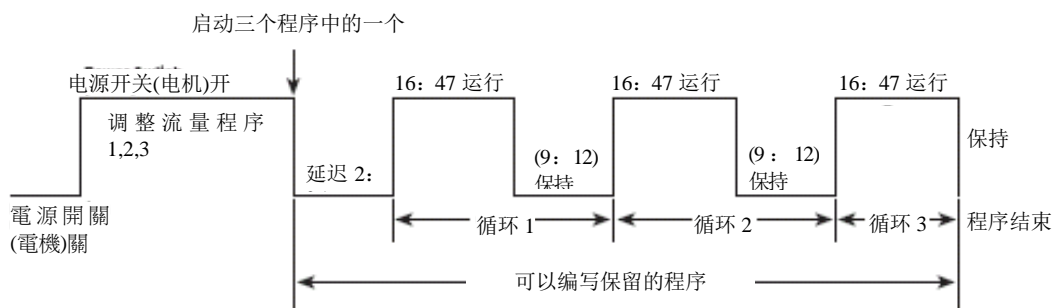 启动三个程序中的一个
电源开关(电机)开
16：47 运行
16：47 运行
16：47 运行
调整流量程序
1,2,3
延迟 2：
(9：12)
保持
(9：12)
保持
保持
電源開關
(電機)關
循环 1
循环 2
循环 3
程序结束
可以编写保留的程序